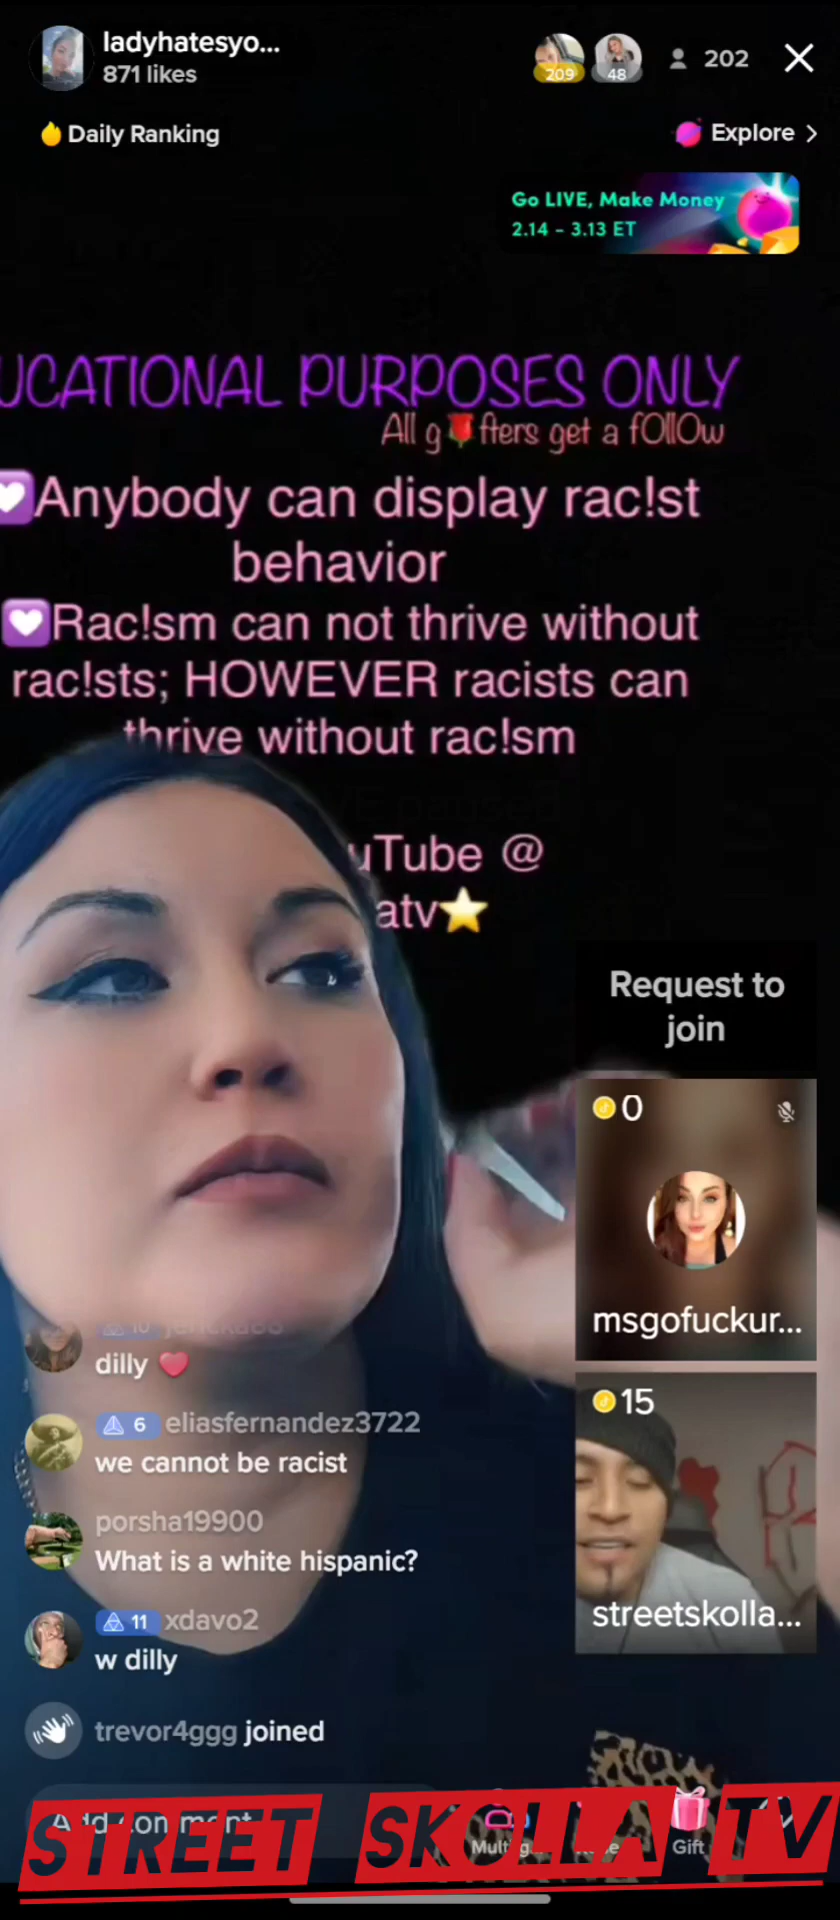 ladyhatesyo...
871 likes
209
48
202
Daily Ranking
Explore >
Go LIVE, Make Money
2.14 - 3.13 ET
UCATIONAL PURPOSES ONLY
All g🌹fters get a fOllOw
💟Anybody can display rac!st
behavior
💟Rac!sm can not thrive without
rac!sts; HOWEVER racists can
thrive without rac!sm
uTube @
atv⭐
Request to
join
0
msgofuckur...
15
streetskolla...
10
dilly ❤️
6 eliasfernandez3722
we cannot be racist
porsha19900
What is a white hispanic?
11 xdavo2
w dilly
trevor4ggg joined
Add comment
Gift
STREET SKOLLA TV